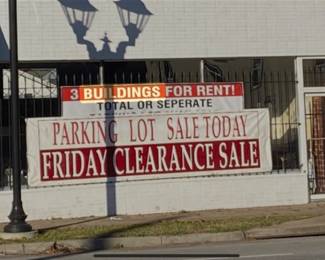 3 BUILDINGS FOR RENT!
TOTAL OR SEPERATE
PARKING LOT SALE TODAY
FRIDAY CLEARANCE SALE